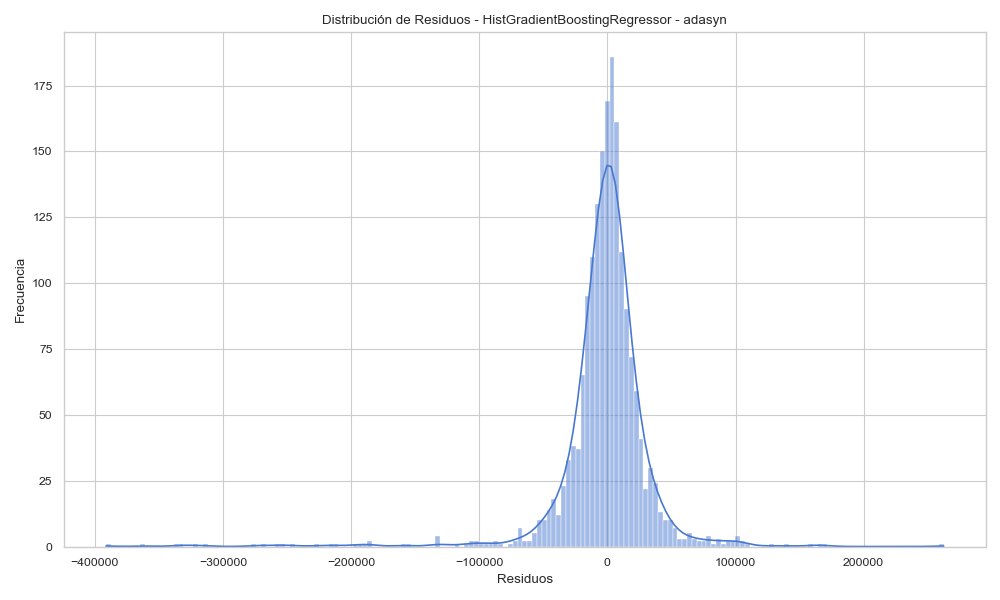 Distribución de Residuos - HistGradientBoostingRegressor - adasyn
Frecuencia
175
150
125
100
75
50
25
0
−400000 −300000 −200000 −100000 0 100000 200000
Residuos